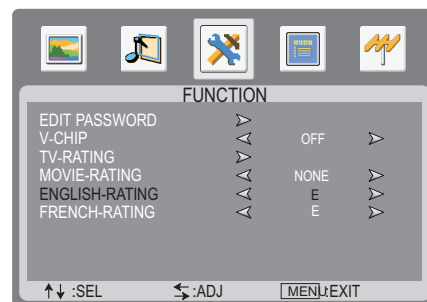 FUNCTION
EDIT PASSWORD
V-CHIP OFF
TV-RATING
MOVIE-RATING NONE
ENGLISH-RATING E
FRENCH-RATING E
:SEL :ADJ MENU:EXIT